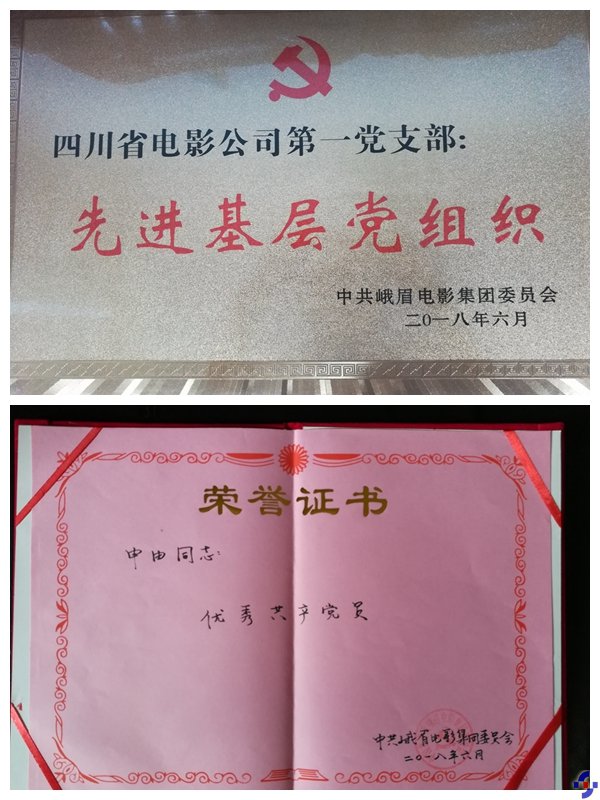 四川省电影公司第一党支部:
先进基层党组织
中共峨眉电影集团委员会
二0一八年六月
荣誉证书
申由同志:
优秀共产党员
中共峨眉电影集团委员会
二0一八年六月